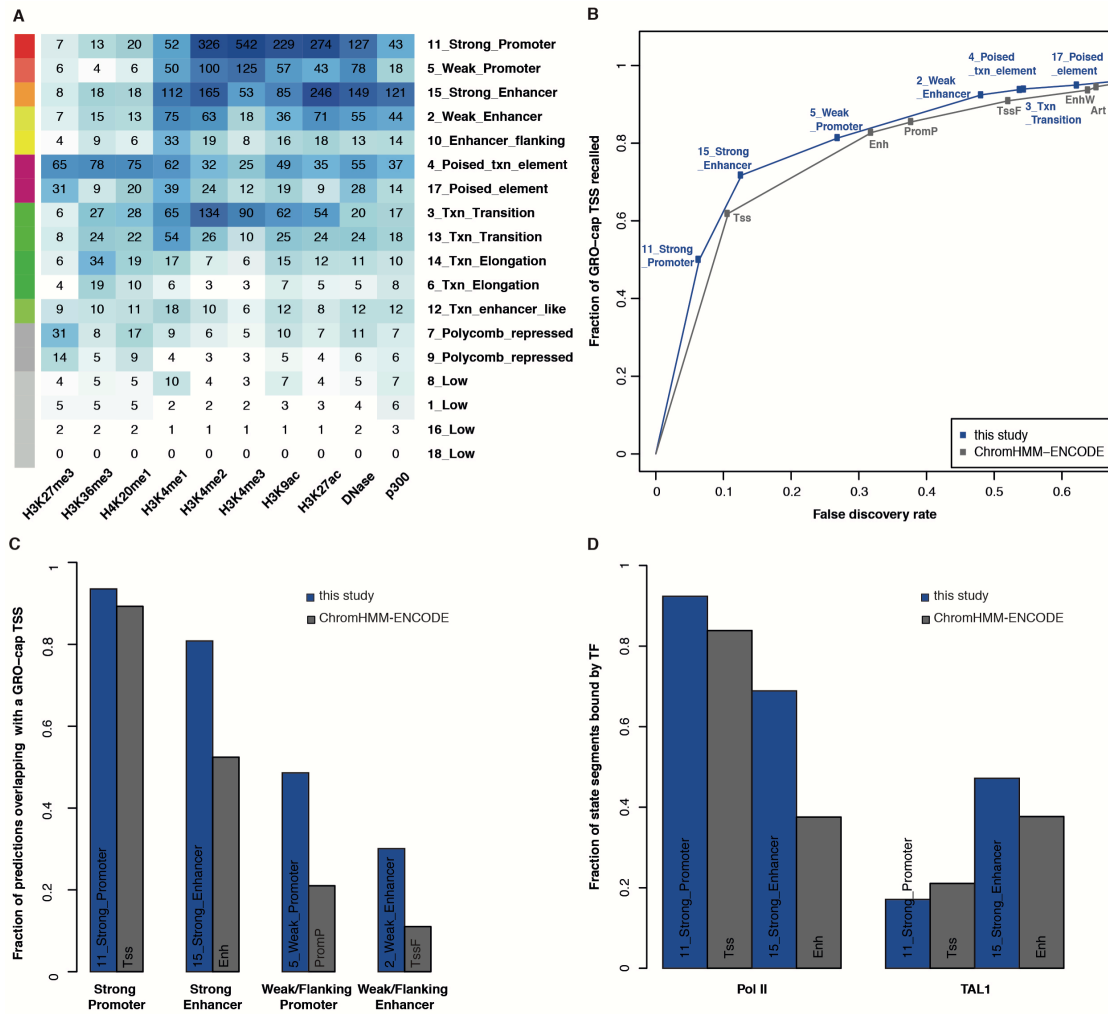 A
7 13 20 52 326 542 229 274 127 43 11_Strong_Promoter
6 4 6 50 100 125 57 43 78 18 5_Weak_Promoter
8 18 18 112 165 53 85 246 149 121 15_Strong_Enhancer
7 15 13 75 63 18 36 71 55 44 2_Weak_Enhancer
4 9 6 33 19 8 16 18 13 14 10_Enhancer_flanking
65 78 75 62 32 25 49 35 55 37 4_Poised_txn_element
31 9 20 39 24 12 19 9 28 14 17_Poised_element
6 27 28 65 134 90 62 54 20 17 3_Txn_Transition
8 24 22 54 26 10 25 24 24 18 13_Txn_Transition
6 34 19 17 7 6 15 12 11 10 14_Txn_Elongation
4 19 10 6 3 3 7 5 5 8 6_Txn_Elongation
9 10 11 18 10 6 12 8 12 12 12_Txn_enhancer_like
31 8 17 9 6 5 10 7 11 7 7_Polycomb_repressed
14 5 9 4 3 3 5 4 6 6 9_Polycomb_repressed
4 5 5 10 4 3 7 4 5 7 8_Low
5 5 5 2 2 2 3 3 4 6 1_Low
2 2 2 1 1 1 1 1 2 3 16_Low
0 0 0 0 0 0 0 0 0 0 18_Low
H3K27me3 H3K36me3 H4K20me1 H3K4me1 H3K4me2 H3K4me3 H3K9ac H3K27ac DNase p300
B
Fraction of GRO−cap TSS recalled
0 0.2 0.4 0.6 0.8 1
11_Strong
_Promoter
15_Strong
_Enhancer
5_Weak
_Promoter
2_Weak
_Enhancer
4_Poised
_txn_element
3_Txn
_Transition
17_Poised
_element
Tss
Enh
PromP
TssF
EnhW
Art
this study
ChromHMM−ENCODE
0 0.1 0.2 0.3 0.4 0.5 0.6
False discovery rate
C
Fraction of predictions overlapping with a GRO−cap TSS
0 0.2 0.4 0.6 0.8 1
this study
ChromHMM-ENCODE
11_Strong_Promoter
Tss
15_Strong_Enhancer
Enh
5_Weak_Promoter
PromP
2_Weak_Enhancer
TssF
Strong
Promoter
Strong
Enhancer
Weak/Flanking
Promoter
Weak/Flanking
Enhancer
D
Fraction of state segments bound by TF
0 0.2 0.4 0.6 0.8 1
this study
ChromHMM-ENCODE
11_Strong_Promoter
Tss
15_Strong_Enhancer
Enh
11_Strong_Promoter
Tss
15_Strong_Enhancer
Enh
Pol II
TAL1